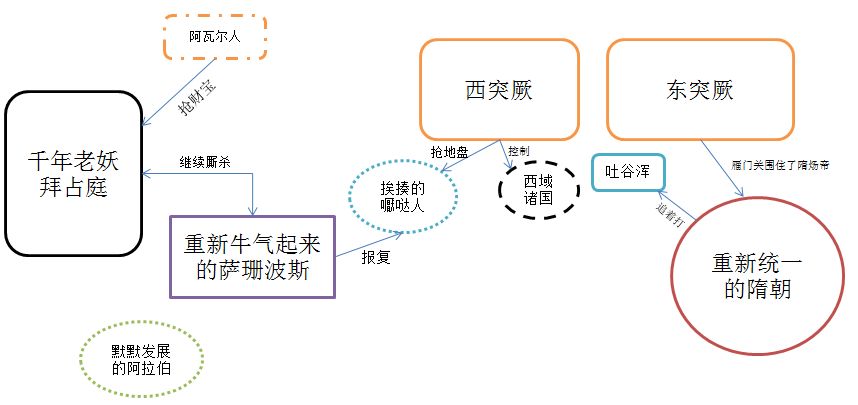 阿瓦尔人
抢财宝
千年老妖
拜占庭
继续厮杀
重新牛气起来
的萨珊波斯
报复
默默发展
的阿拉伯
西突厥
抢地盘
控制
挨揍的
嚈哒人
西域
诸国
东突厥
雁门关围住了隋炀帝
吐谷浑
追着打
重新统一
的隋朝